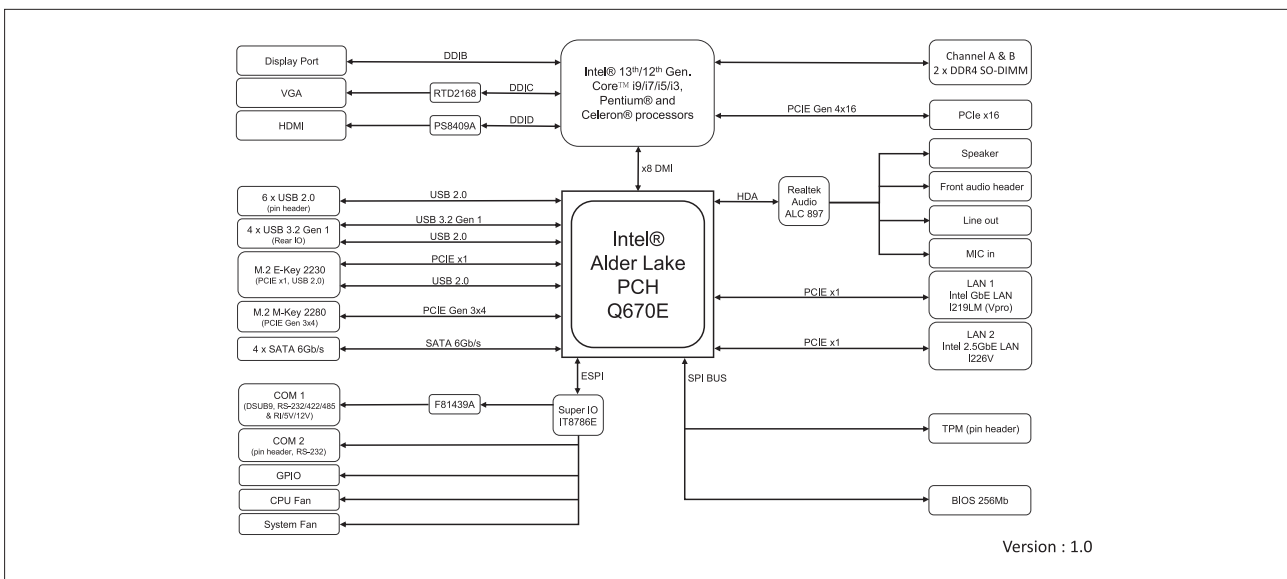 Display Port
DDIB
VGA
RTD2168
DDIC
HDMI
PS8409A
DDID
Intel® 13th/12th Gen.
Core™ i9/i7/i5/i3,
Pentium® and
Celeron® processors
Channel A & B
2 x DDR4 SO-DIMM
PCIE Gen 4x16
PCIe x16
x8 DMI
Speaker
Front audio header
Line out
MIC in
HDA
Realtek
Audio
ALC 897
6 x USB 2.0
(pin header)
USB 2.0
4 x USB 3.2 Gen 1
(Rear IO)
USB 3.2 Gen 1
USB 2.0
M.2 E-Key 2230
(PCIE x1, USB 2.0)
PCIE x1
USB 2.0
M.2 M-Key 2280
(PCIE Gen 3x4)
PCIE Gen 3x4
4 x SATA 6Gb/s
SATA 6Gb/s
Intel®
Alder Lake
PCH
Q670E
PCIE x1
LAN 1
Intel GbE LAN
I219LM (Vpro)
PCIE x1
LAN 2
Intel 2.5GbE LAN
I226V
ESPI
SPI BUS
COM 1
(DSUB9, RS-232/422/485
& RI/5V/12V)
F81439A
Super IO
IT8786E
COM 2
(pin header, RS-232)
GPIO
CPU Fan
System Fan
TPM (pin header)
BIOS 256Mb
Version : 1.0